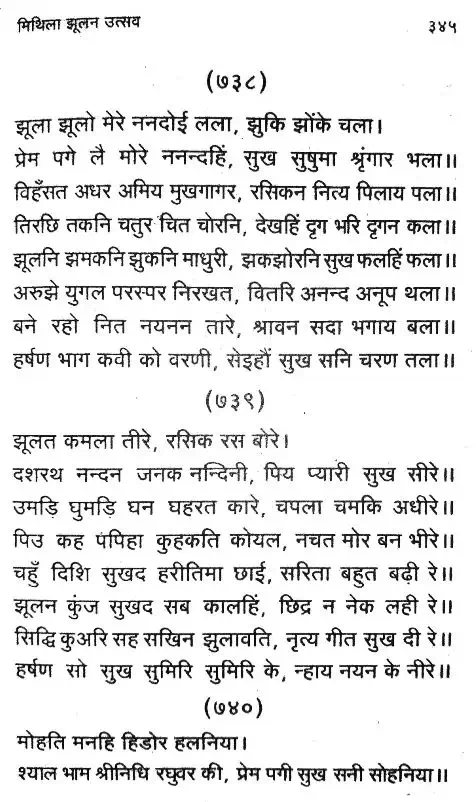 मिथिला झूलन उत्सव ३४५
(७३८)
झूला झूलो मेरे ननदोई लला, झुकि झोंके चला।
प्रेम पगे लै मोरे ननन्दहिं, सुख सुषुमा श्रृंगार भला॥
विहँसत अधर अमिय मुखगागर, रसिकन नित्य पिलाय पला॥
तिरछि तकनि चतुर चित चोरनि, देखहिं दृग भरि दृगन कला॥
झूलनि झमकनि झुकनि माधुरी, झकझोरनि सुख फलहिं फला॥
अरुझे युगल परस्पर निरखत, वितरि अनन्द अनूप थला॥
बने रहो नित नयनन तारे, श्रावन सदा भगाय बला॥
हर्षण भाग कवी को वरणी, सेइहौं सुख सनि चरण तला॥
(७३९)
झूलत कमला तीरे, रसिक रस बोरे।
दशरथ नन्दन जनक नन्दिनी, पिय प्यारी सुख सीरे॥
उमड़ि घुमड़ि घन घहरत कारे, चपला चमकि अधीरे॥
पिउ कह पपिहा कुहकति कोयल, नचत मोर बन भीरे॥
चहुँ दिशि सुखद हरीतिमा छाई, सरिता बहुत बढ़ी रे॥
झूलन कुंज सुखद सब कालहिं, छिद्र न नेक लही रे॥
सिद्धि कुअरि सह सखिन झुलावति, नृत्य गीत सुख दी रे॥
हर्षण सो सुख सुमिरि सुमिरि के, न्हाय नयन के नीरे॥
(७४०)
मोहति मनहि हिडोर हलनिया।
श्याल भाम श्रीनिधि रघुवर की, प्रेम पगी सुख सनी सोहनिया॥